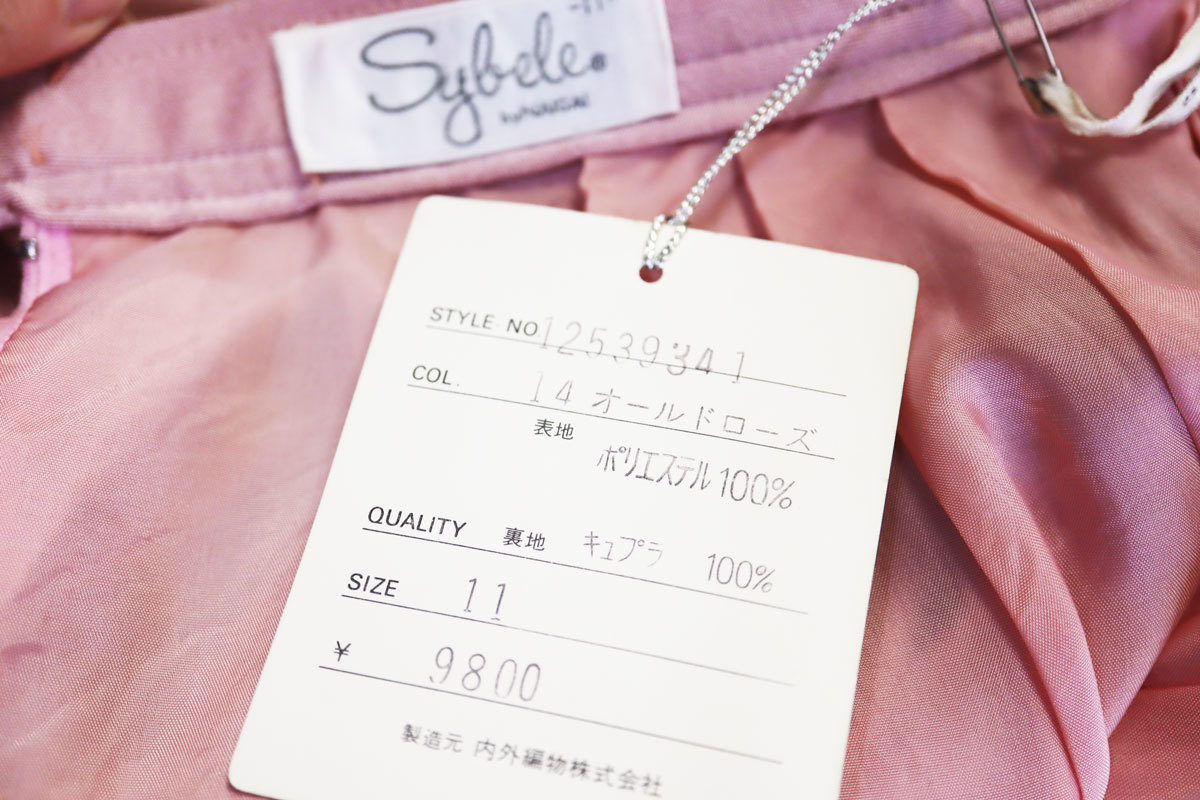 Sybele®
by NAIGAI
STYLE NO 12539341
COL. 14 オールドローズ
表地
ポリエステル 100%
QUALITY 裏地 キュプラ 100%
SIZE 11
¥ 9800
製造元 内外編物株式会社